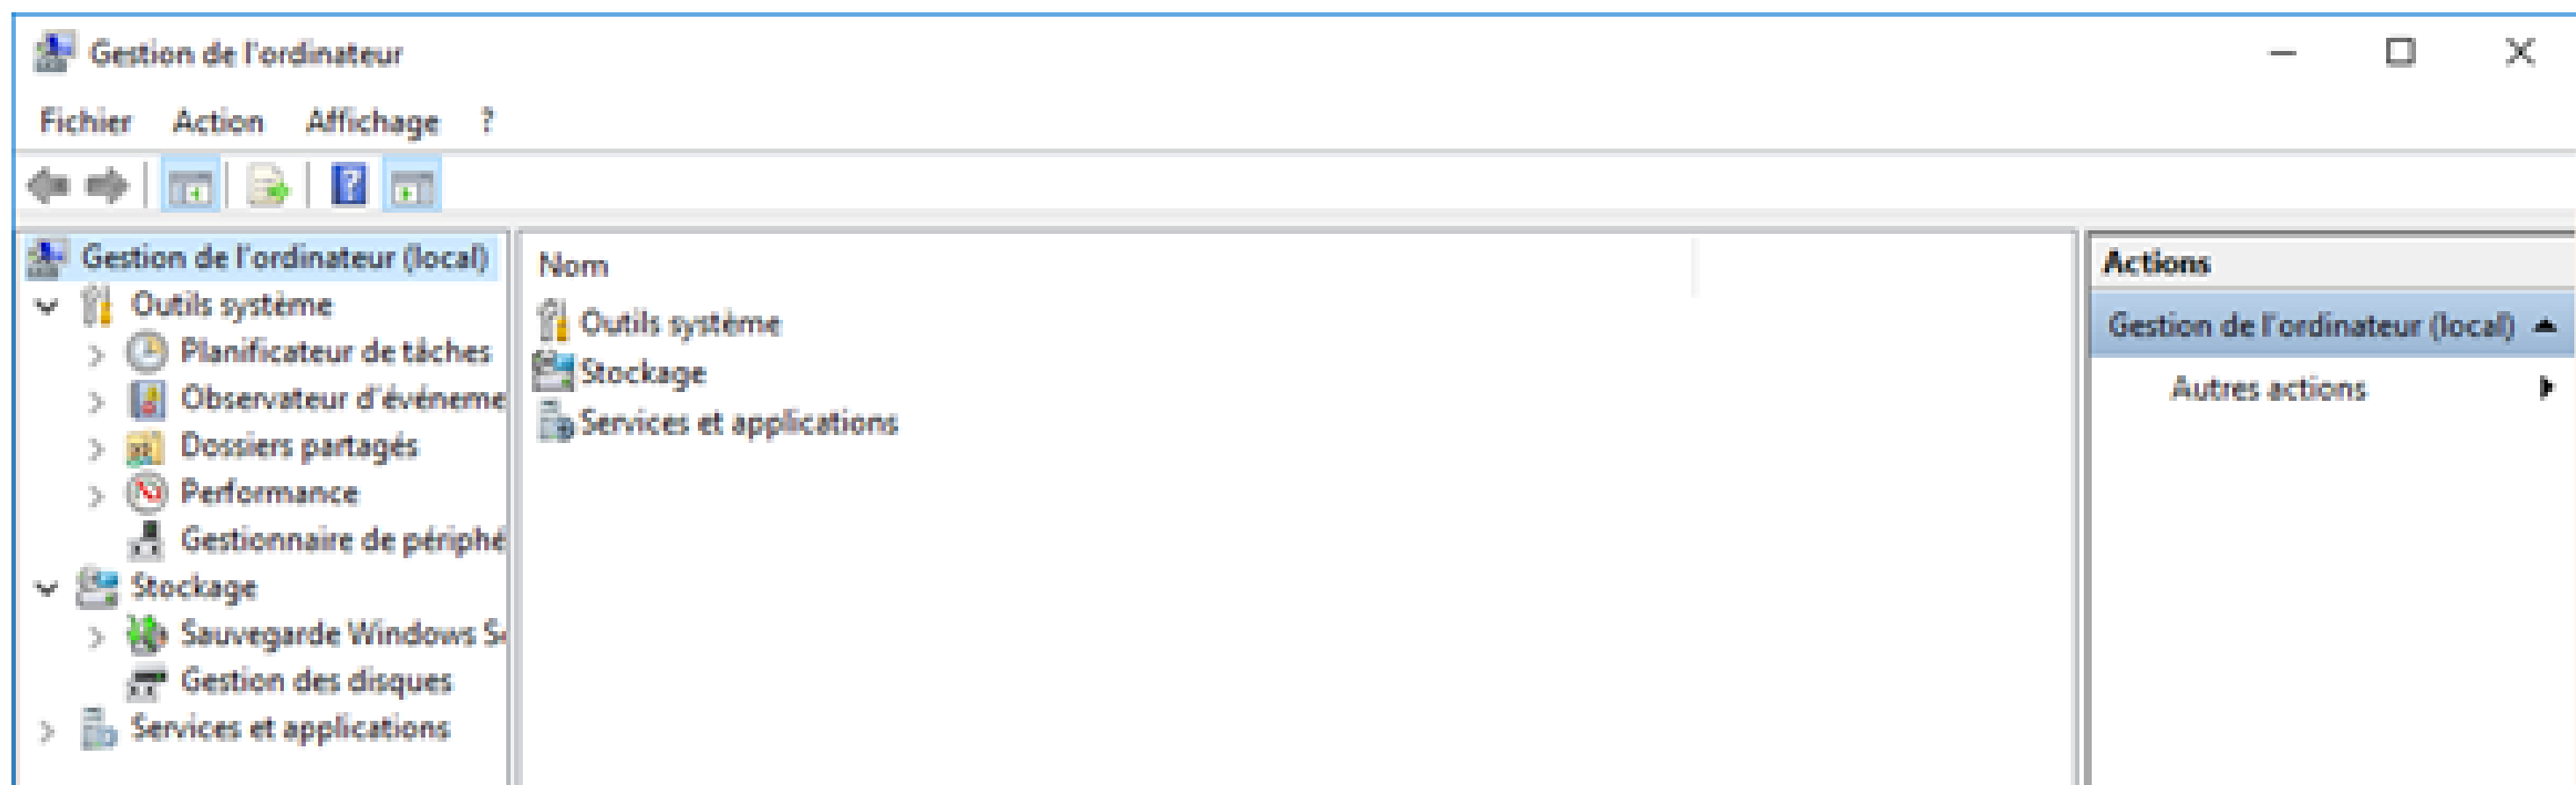 Gestion de l'ordinateur
Fichier Action Affichage ?
Gestion de l'ordinateur (local)
Outils système
Planificateur de tâches
Observateur d'événeme
Dossiers partagés
Performance
Gestionnaire de périphé
Stockage
Sauvegarde Windows Se
Gestion des disques
Services et applications
Nom
Outils système
Stockage
Services et applications
Actions
Gestion de l'ordinateur (local)
Autres actions